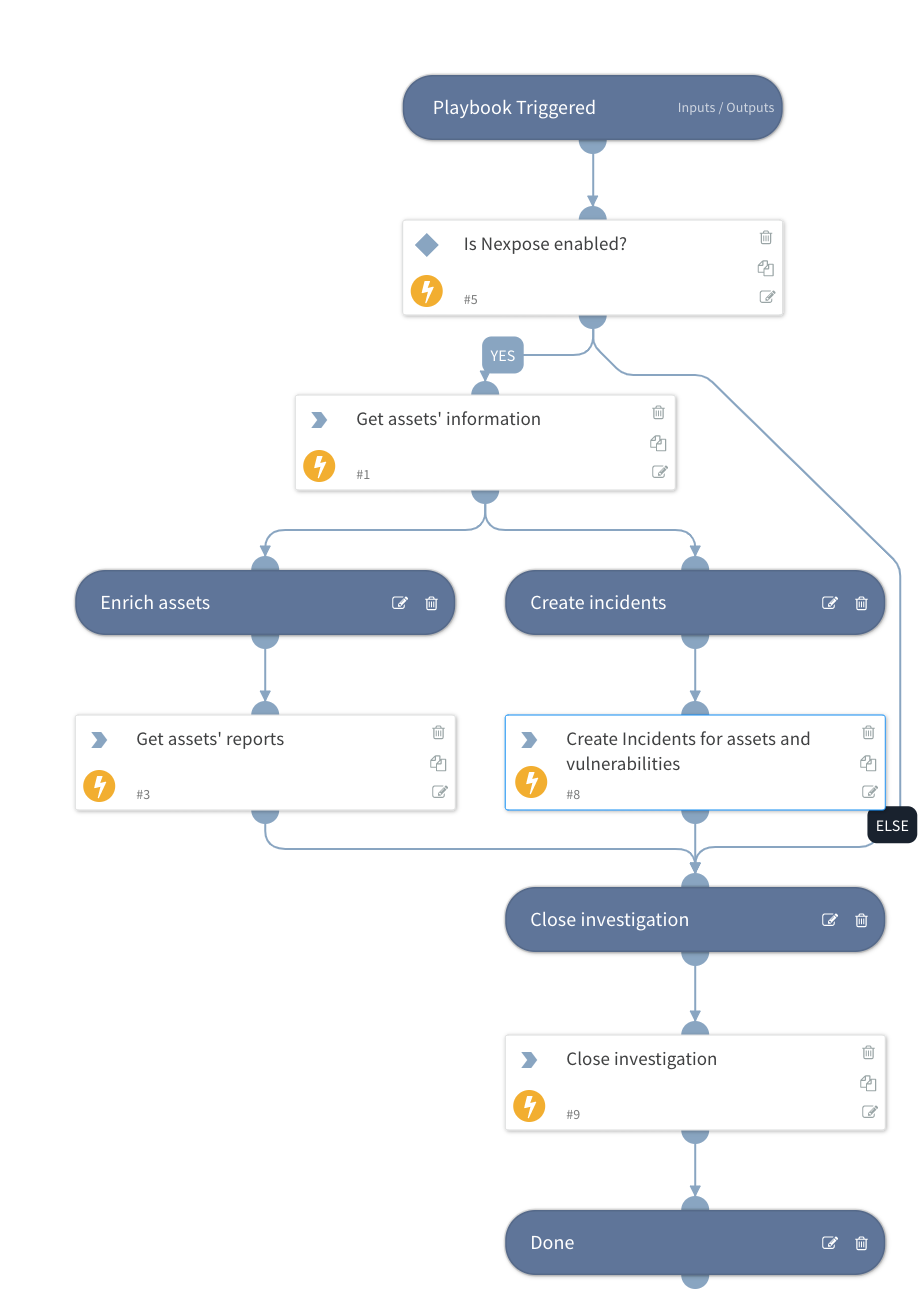 Playbook Triggered Inputs / Outputs
Is Nexpose enabled?
#5
YES
Get assets' information
#1
Enrich assets
Create incidents
Get assets' reports
#3
Create Incidents for assets and
vulnerabilities
#8
ELSE
Close investigation
Close investigation
#9
Done